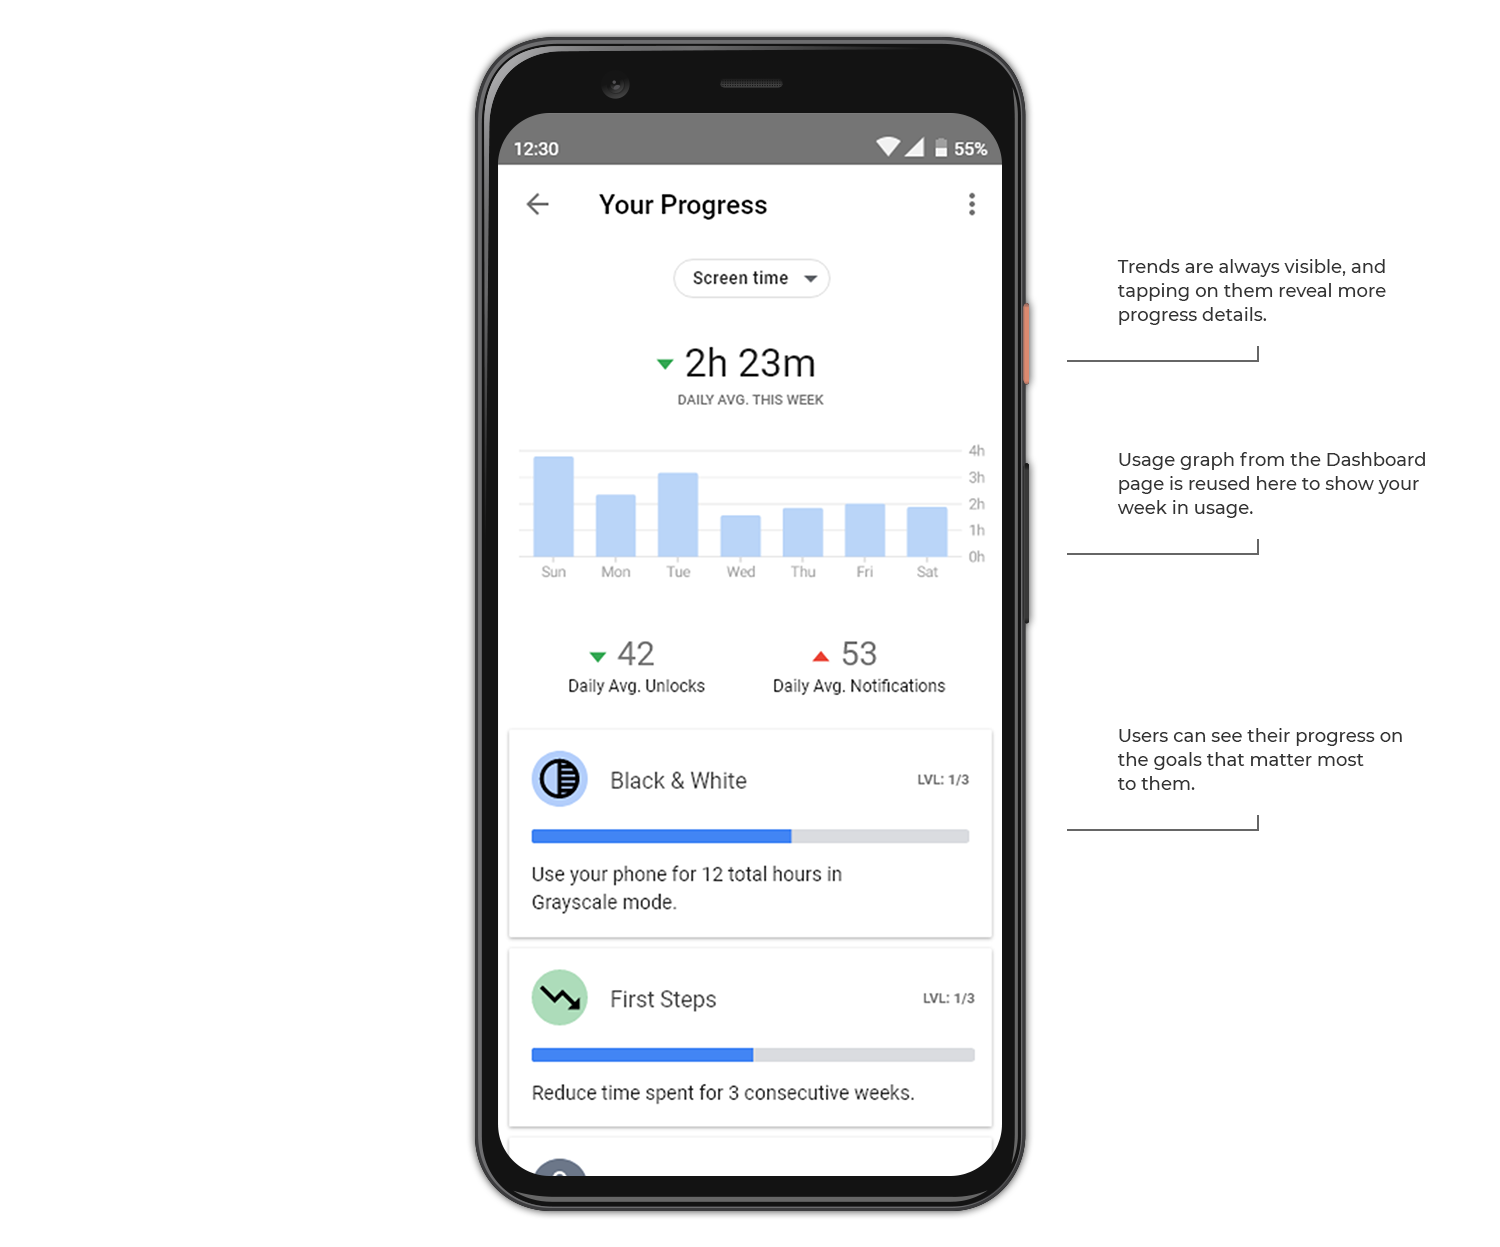 12:30
55%
Your Progress
Screen time
2h 23m
DAILY AVG. THIS WEEK
4h
3h
2h
1h
0h
Sun Mon Tue Wed Thu Fri Sat
42
Daily Avg. Unlocks
53
Daily Avg. Notifications
Black & White
LVL: 1/3
Use your phone for 12 total hours in
Grayscale mode.
First Steps
LVL: 1/3
Reduce time spent for 3 consecutive weeks.
Trends are always visible, and
tapping on them reveal more
progress details.
Usage graph from the Dashboard
page is reused here to show your
week in usage.
Users can see their progress on
the goals that matter most
to them.